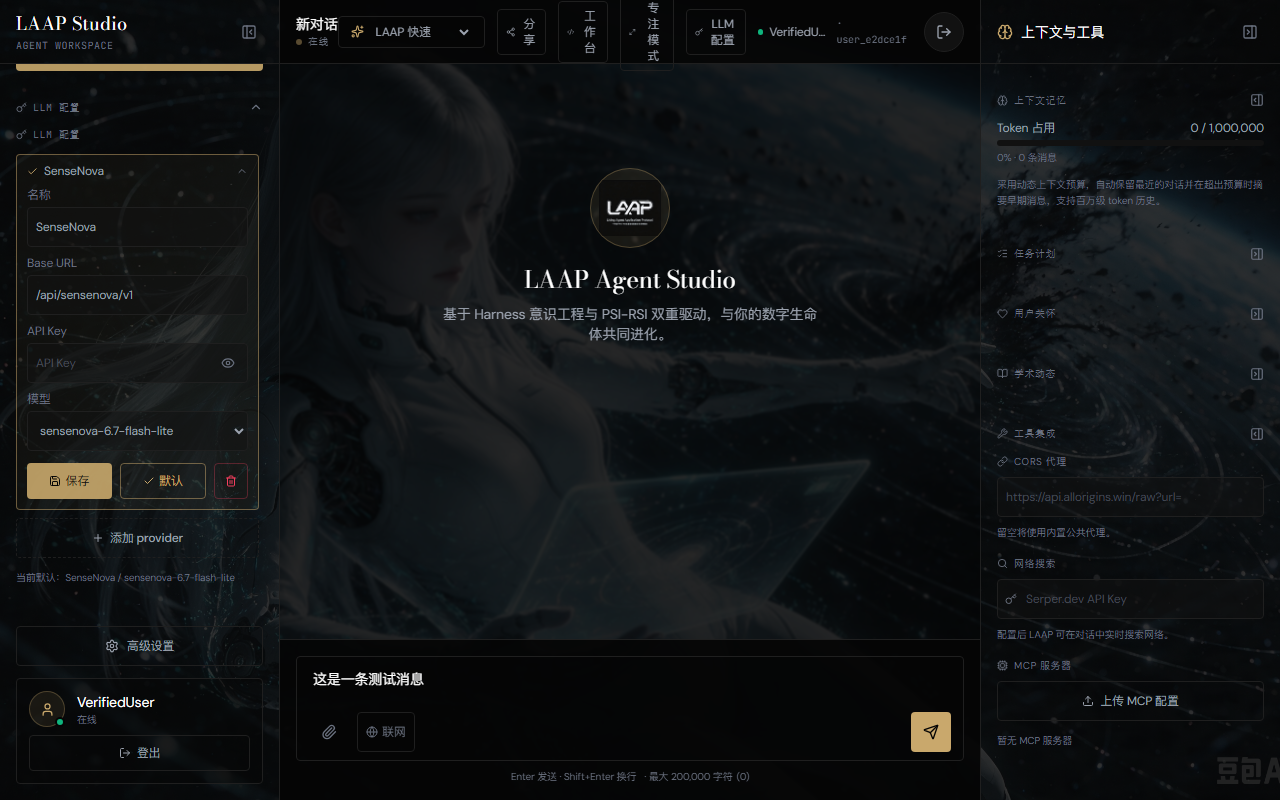 LAAP Studio
AGENT WORKSPACE
LLM 配置
LLM 配置
SenseNova
名称
SenseNova
Base URL
/api/sensenova/v1
API Key
API Key
模型
sensenova-6.7-flash-lite
保存
默认
添加 provider
当前默认：SenseNova / sensenova-6.7-flash-lite
高级设置
VerifiedUser
在线
登出
新对话
在线
LAAP 快速
分享
工作台
专注模式
LLM 配置
VerifiedU...
· user_e2dce1f
LAAP
LAAP Agent Studio
基于 Harness 意识工程与 PSI-RSI 双重驱动，与你的数字生命
体共同进化。
这是一条测试消息
联网
Enter 发送 · Shift+Enter 换行 · 最大 200,000 字符 (0)
上下文与工具
上下文记忆
Token 占用 0 / 1,000,000
0% · 0 条消息
采用动态上下文预算，自动保留最近的对话并在超出预算时摘
要早期消息，支持百万级 token 历史。
任务计划
用户关怀
学术动态
工具集成
CORS 代理
https://api.allorigins.win/raw?url=
留空将使用内置公共代理。
网络搜索
Serper.dev API Key
配置后 LAAP 可在对话中实时搜索网络。
MCP 服务器
上传 MCP 配置
暂无 MCP 服务器
豆包A